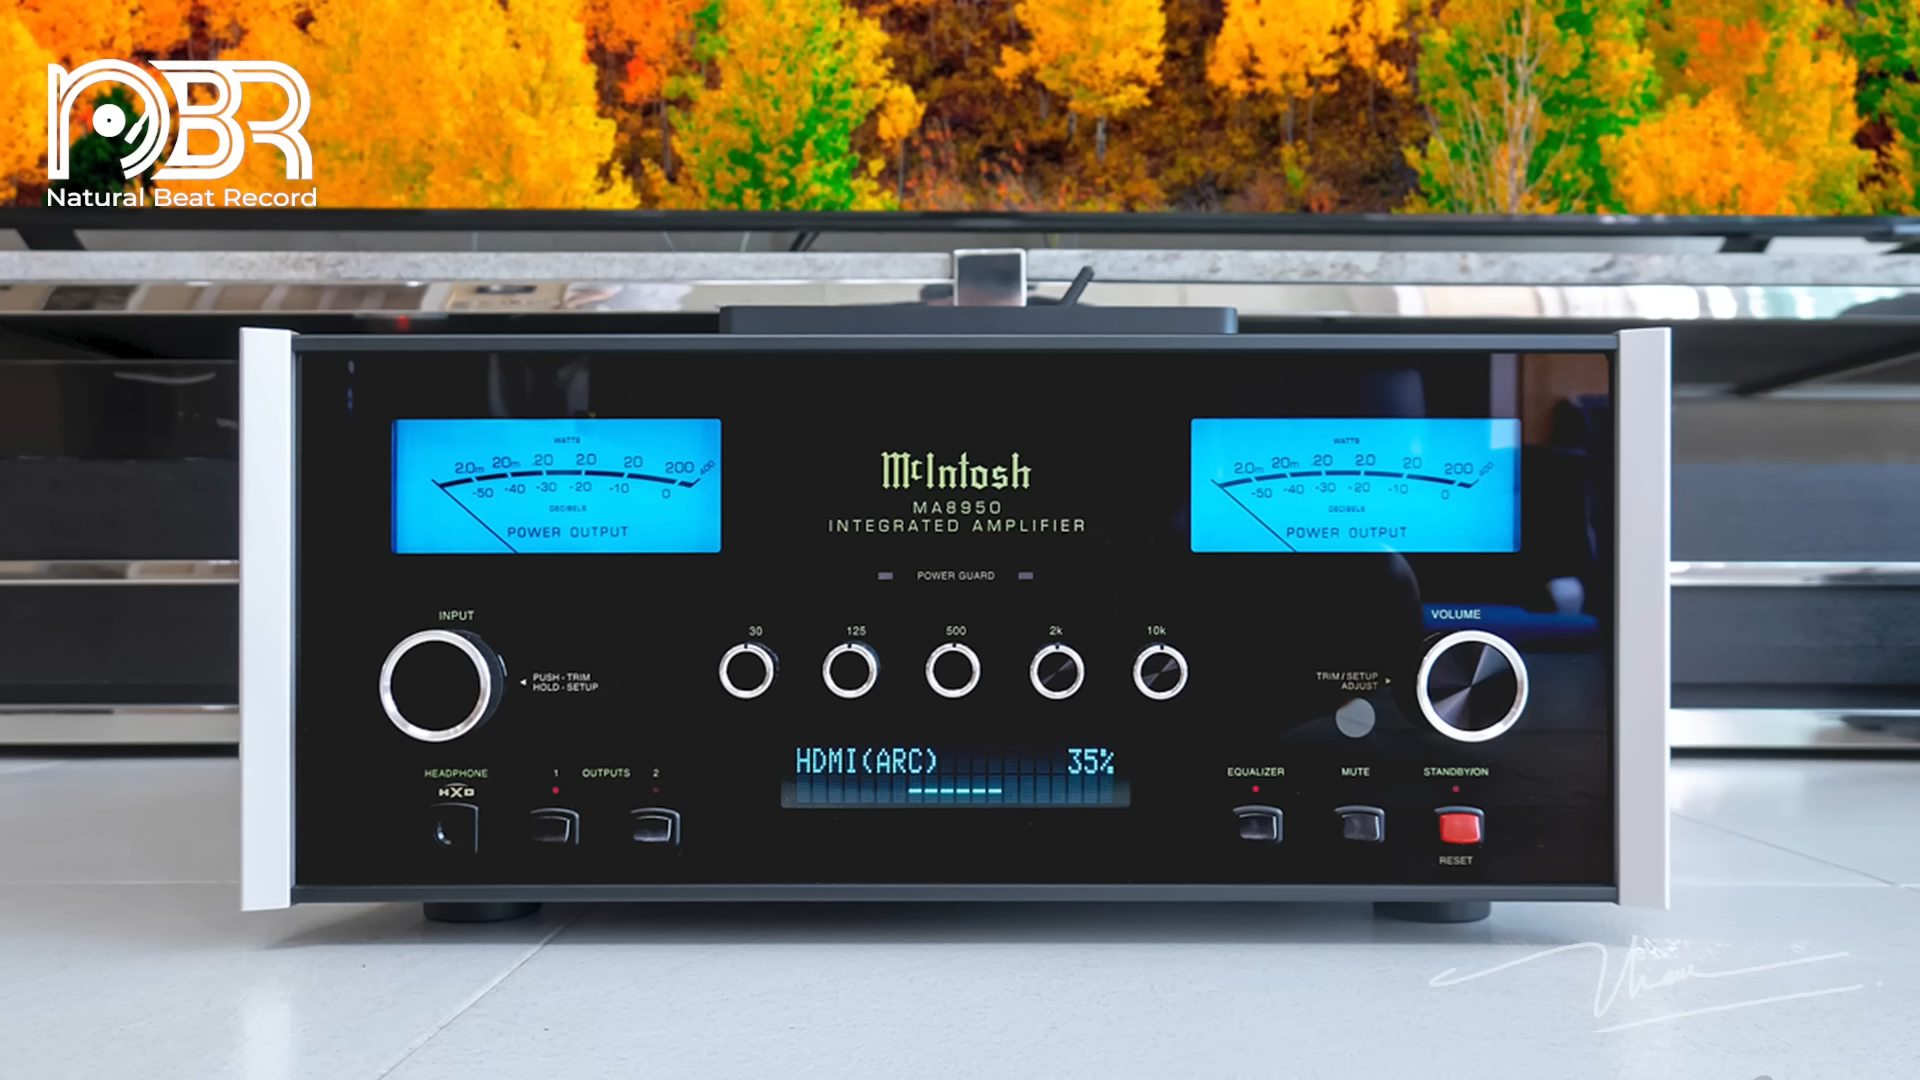 NBR
Natural Beat Record
WATTS
2.0m 20m .20 2.0 20 200 400
-50 -40 -30 -20 -10 0
DECIBELS
POWER OUTPUT
McIntosh
MA8950
INTEGRATED AMPLIFIER
WATTS
2.0m 20m .20 2.0 20 200 400
-50 -40 -30 -20 -10 0
DECIBELS
POWER OUTPUT
POWER GUARD
INPUT
PUSH - TRIM
HOLD - SETUP
30 125 500 2k 10k
VOLUME
TRIM / SETUP
ADJUST
HDMI(ARC) 35%
HEADPHONE
HXD
1 OUTPUTS 2
EQUALIZER
MUTE
STANDBY/ON
RESET